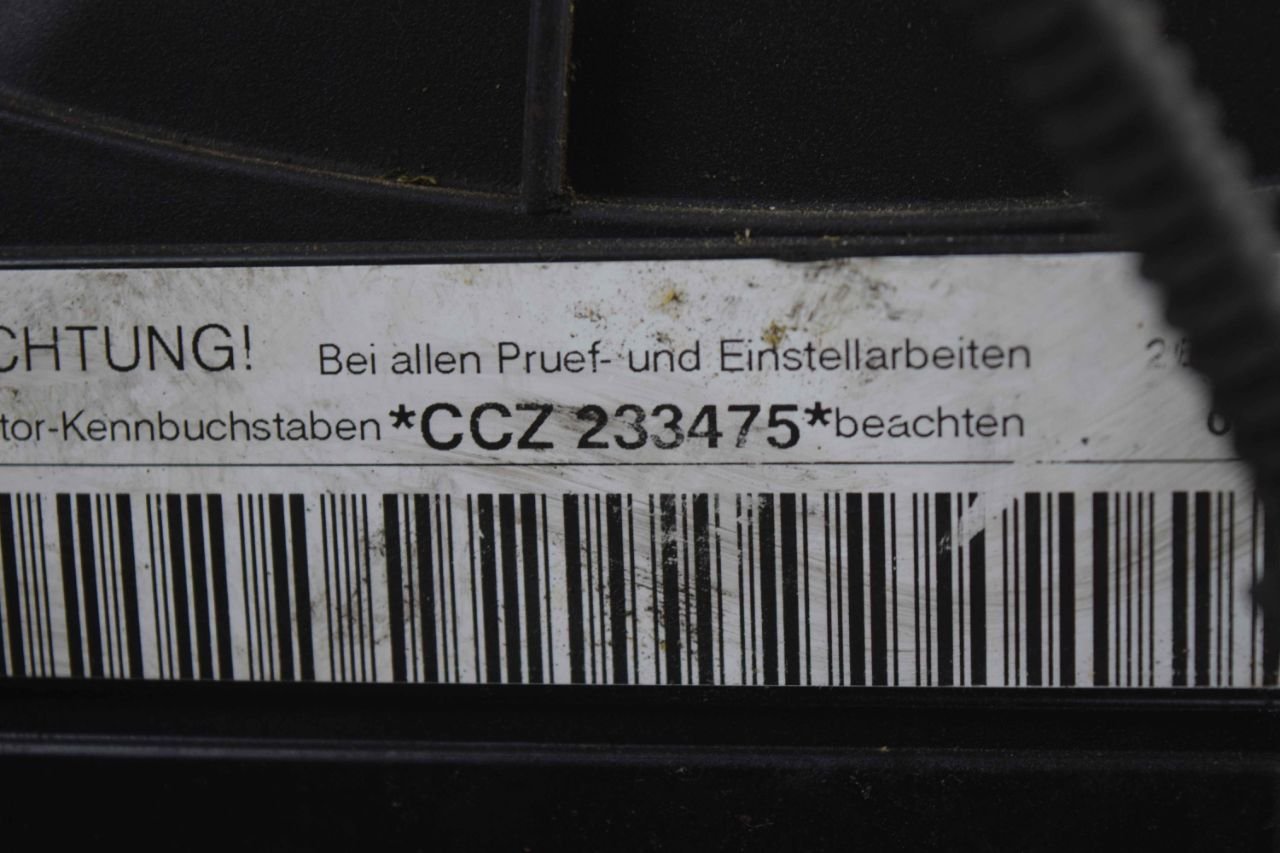 CHTUNG! Bei allen Pruef- und Einstellarbeiten
tor-Kennbuchstaben *CCZ 233475* beachten